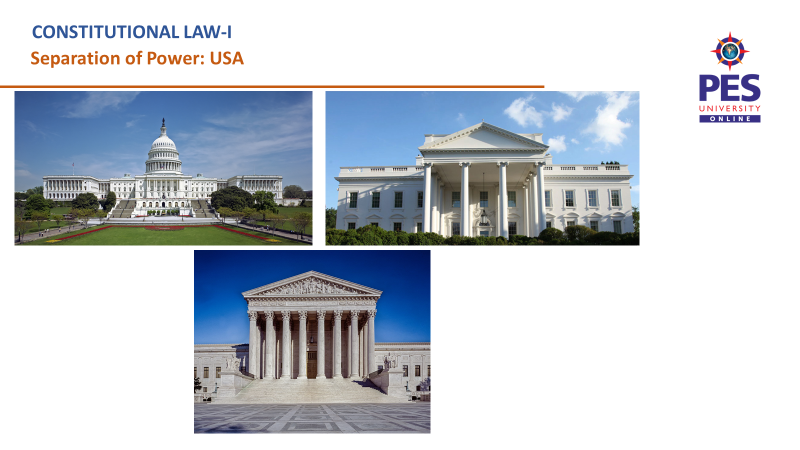 CONSTITUTIONAL LAW-I
Separation of Power: USA
PES
UNIVERSITY
ONLINE